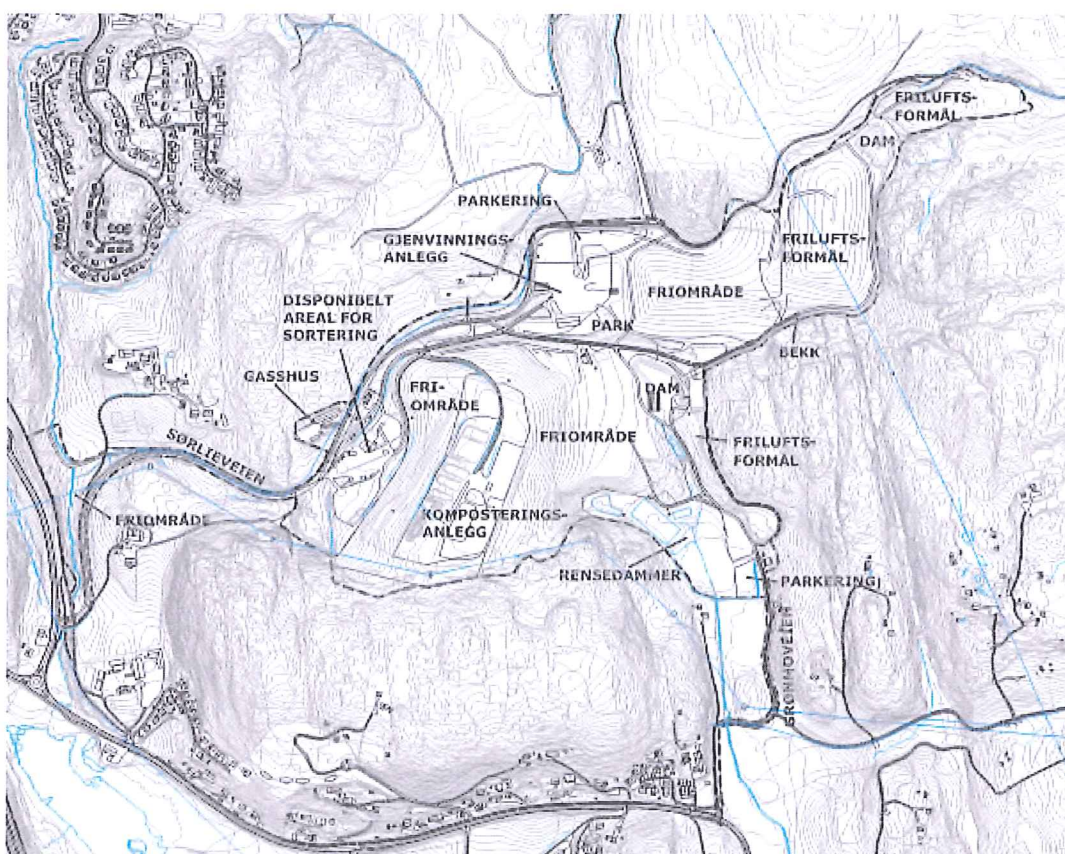 FRILUFTS-
FORMÅL
DAM
PARKERING
GJENVINNINGS-
ANLEGG
FRILUFTS-
FORMÅL
DISPONIBELT
AREAL FOR
SORTERING
FRIOMRÅDE
PARK
BEKK
GASSHUS
FRI-
OMRÅDE
DAM
FRIOMRÅDE
FRILUFTS-
FORMÅL
SØRLIEVEIEN
FRIOMRÅDE
KOMPOSTERINGS-
ANLEGG
RENSEDAMMER
PARKERING
GRØNMOVEIEN